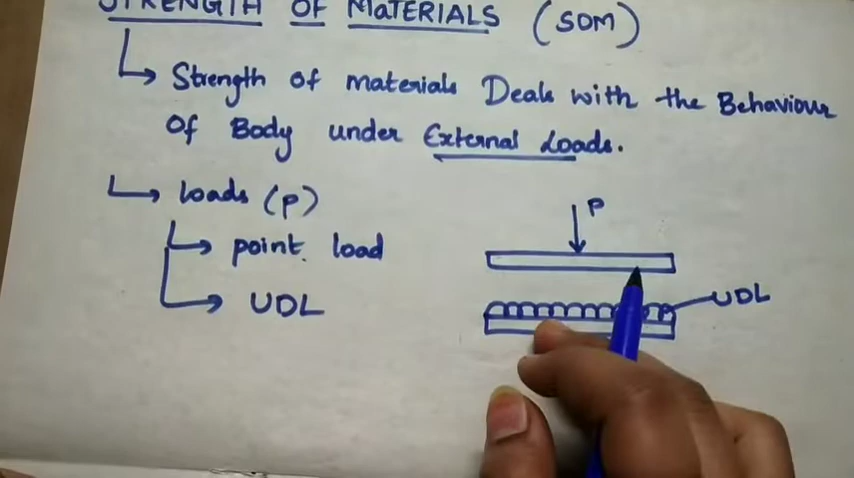 STRENGTH OF MATERIALS (SOM)
Strength of materials Deals with the Behaviour
Of Body under External Loads.
loads (P)
point load
UDL
P
UDL